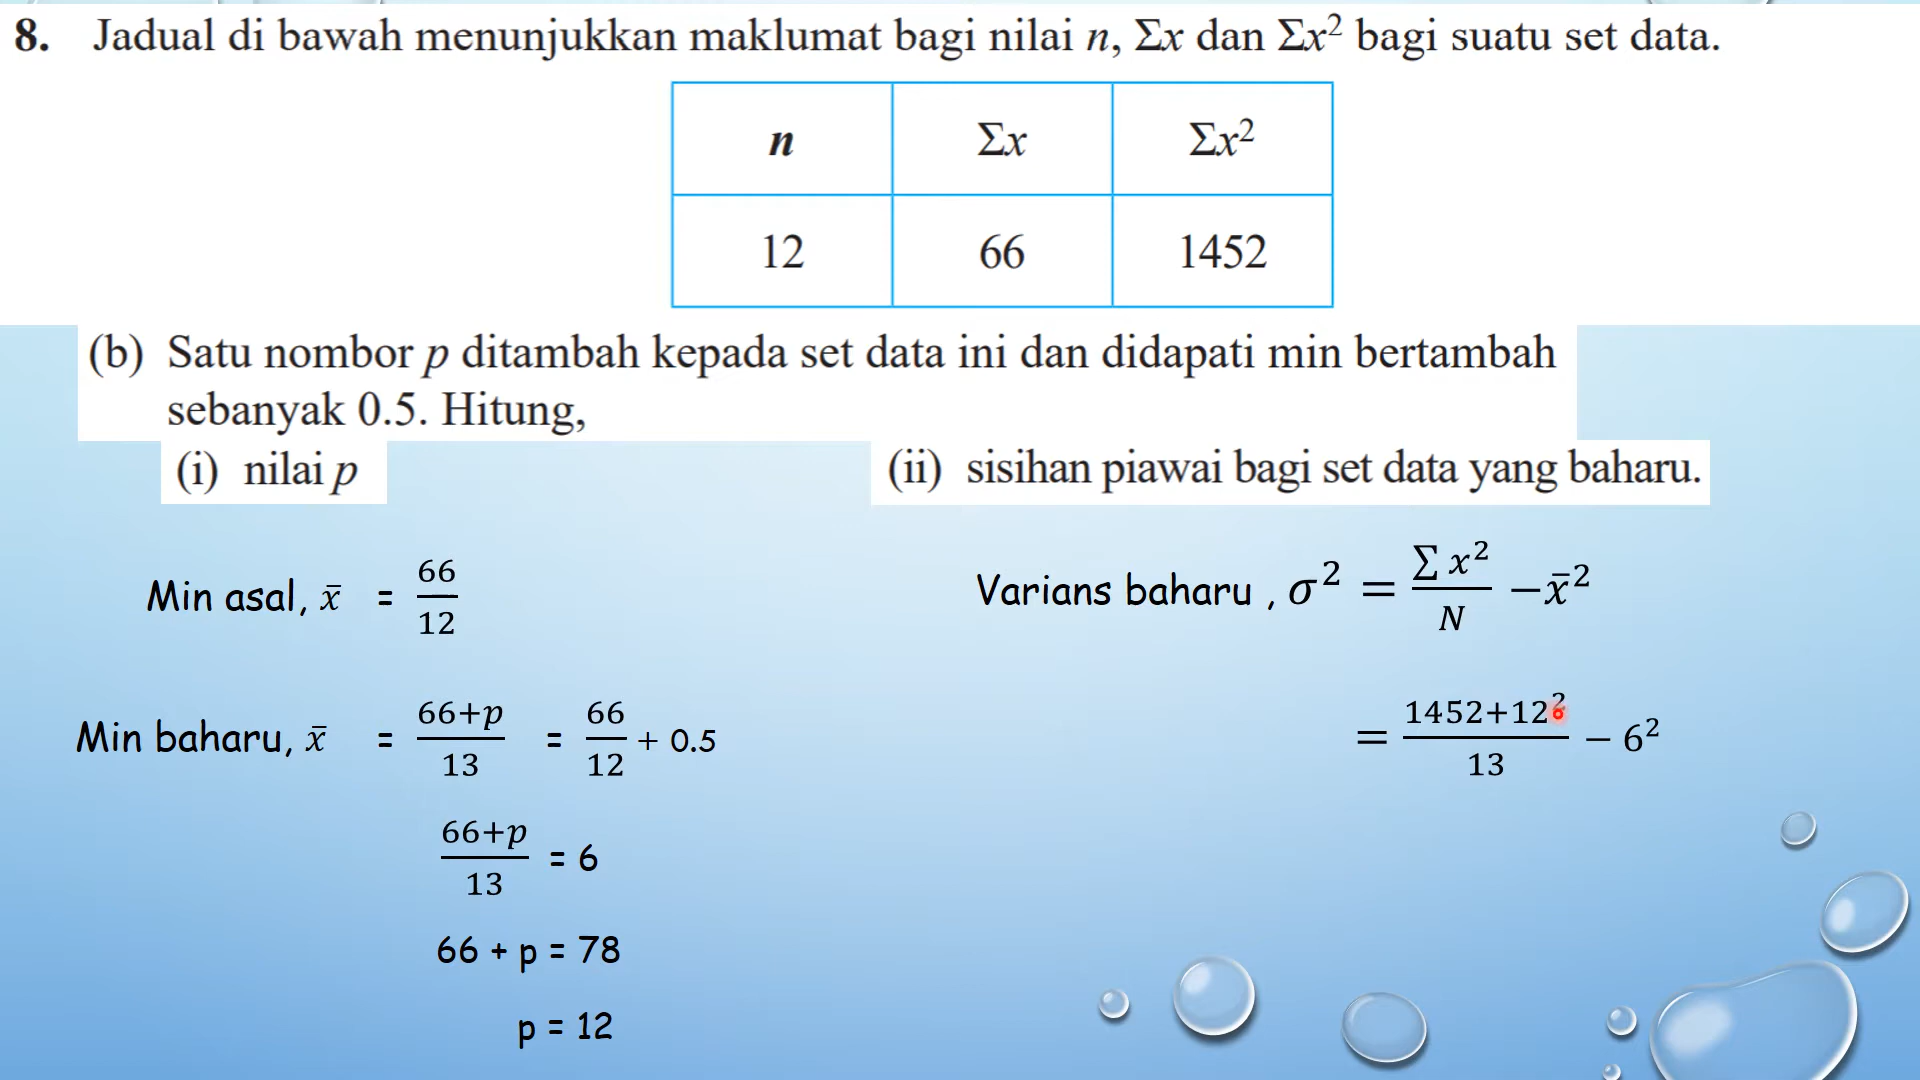 8. Jadual di bawah menunjukkan maklumat bagi nilai n, Σx dan Σx² bagi suatu set data.
n Σx Σx²
12 66 1452
(b) Satu nombor p ditambah kepada set data ini dan didapati min bertambah
sebanyak 0.5. Hitung,
(i) nilai p
(ii) sisihan piawai bagi set data yang baharu.
Min asal, x̄ = 66/12
Min baharu, x̄ = (66+p)/13 = 66/12 + 0.5
(66+p)/13 = 6
66 + p = 78
p = 12
Varians baharu , σ² = ∑x²/N − x̄²
= (1452+12²)/13 − 6²